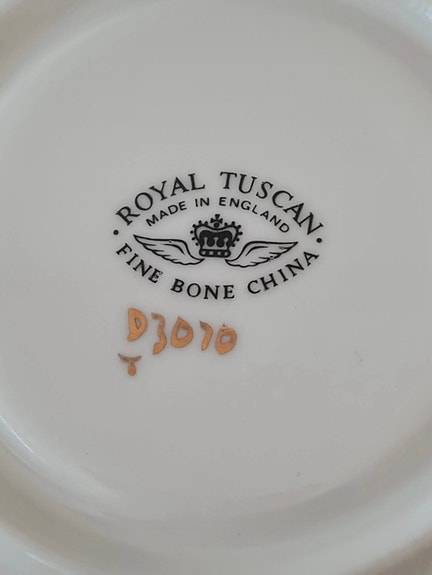 ROYAL TUSCAN
MADE IN ENGLAND
FINE BONE CHINA
D3070
T